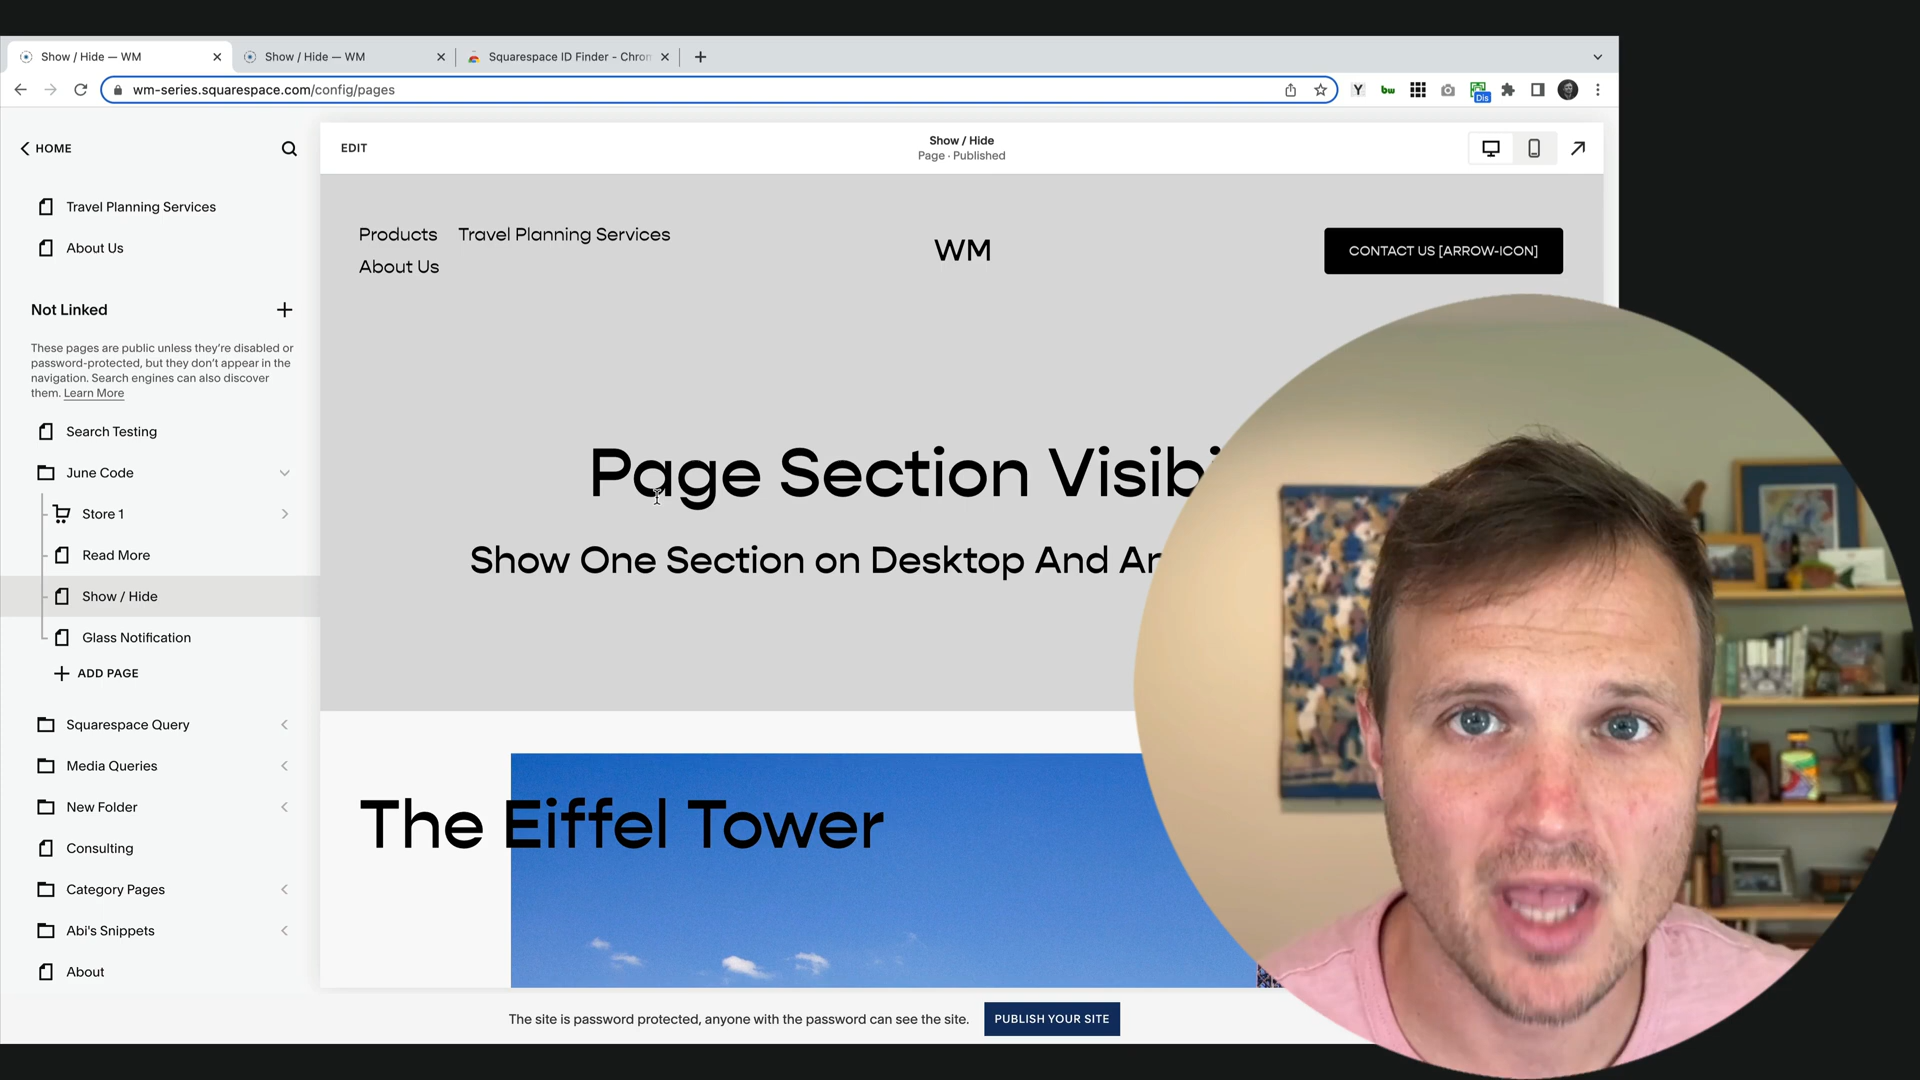 Show / Hide — WM
Show / Hide — WM
Squarespace ID Finder - Chron
wm-series.squarespace.com/config/pages
Y
bw
Dis
HOME
EDIT
Show / Hide
Page · Published
Travel Planning Services
About Us
Not Linked
These pages are public unless they’re disabled or
password-protected, but they don’t appear in the
navigation. Search engines can also discover
them. Learn More
Search Testing
June Code
Store 1
Read More
Show / Hide
Glass Notification
ADD PAGE
Squarespace Query
Media Queries
New Folder
Consulting
Category Pages
Abi's Snippets
About
Products Travel Planning Services
About Us
WM
CONTACT US [ARROW-ICON]
Page Section Visibi
Show One Section on Desktop And An
The Eiffel Tower
The site is password protected, anyone with the password can see the site.
PUBLISH YOUR SITE